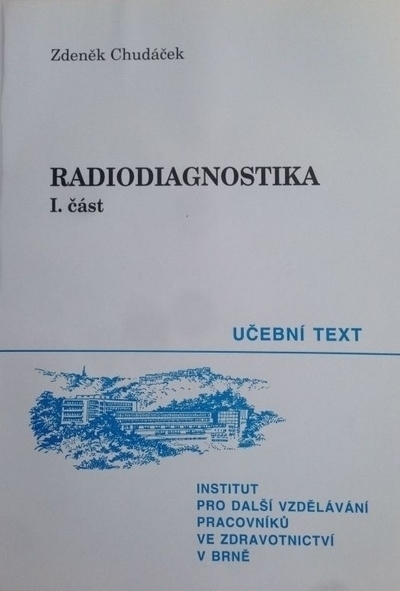 Zdeněk Chudáček
RADIODIAGNOSTIKA
I. část
UČEBNÍ TEXT
INSTITUT
PRO DALŠÍ VZDĚLÁVÁNÍ
PRACOVNÍKŮ
VE ZDRAVOTNICTVÍ
V BRNĚ